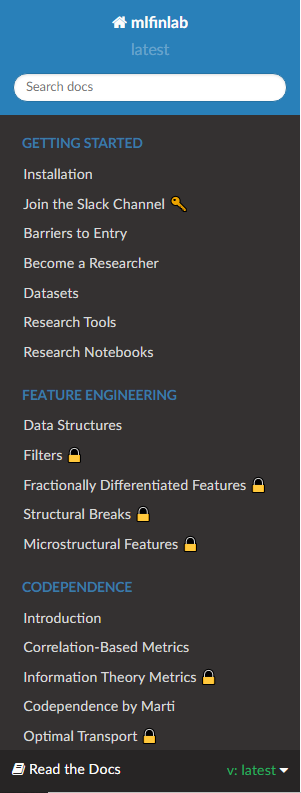 mlfinlab
latest
Search docs
GETTING STARTED
Installation
Join the Slack Channel
Barriers to Entry
Become a Researcher
Datasets
Research Tools
Research Notebooks
FEATURE ENGINEERING
Data Structures
Filters
Fractionally Differentiated Features
Structural Breaks
Microstructural Features
CODEPENDENCE
Introduction
Correlation-Based Metrics
Information Theory Metrics
Codependence by Marti
Optimal Transport
Read the Docs v: latest